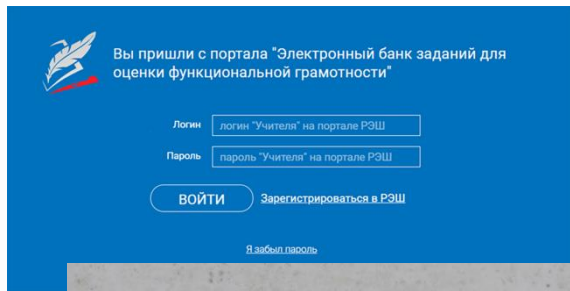 Вы пришли с портала "Электронный банк заданий для
оценки функциональной грамотности"
Логин логин "Учителя" на портале РЭШ
Пароль пароль "Учителя" на портале РЭШ
ВОЙТИ Зарегистрироваться в РЭШ
Я забыл пароль